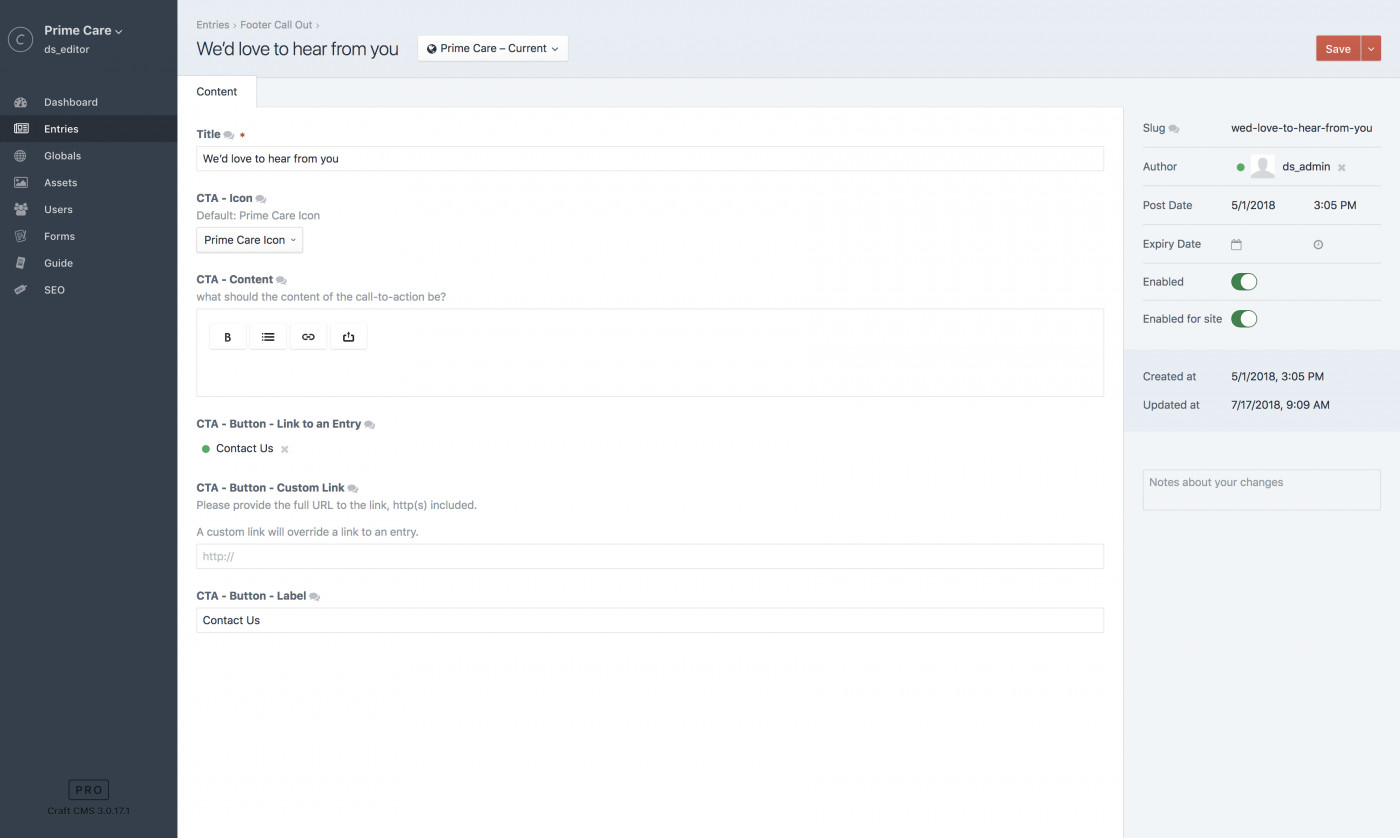 C
Prime Care
ds_editor
Dashboard
Entries
Globals
Assets
Users
Forms
Guide
SEO
PRO
Craft CMS 3.0.17.1
Entries › Footer Call Out ›
We’d love to hear from you
Prime Care – Current
Save
Content
Title *
We’d love to hear from you
CTA - Icon
Default: Prime Care Icon
Prime Care Icon
CTA - Content
what should the content of the call-to-action be?
B
CTA - Button - Link to an Entry
Contact Us
CTA - Button - Custom Link
Please provide the full URL to the link, http(s) included.
A custom link will override a link to an entry.
http://
CTA - Button - Label
Contact Us
Slug wed-love-to-hear-from-you
Author ds_admin
Post Date 5/1/2018 3:05 PM
Expiry Date
Enabled
Enabled for site
Created at 5/1/2018, 3:05 PM
Updated at 7/17/2018, 9:09 AM
Notes about your changes